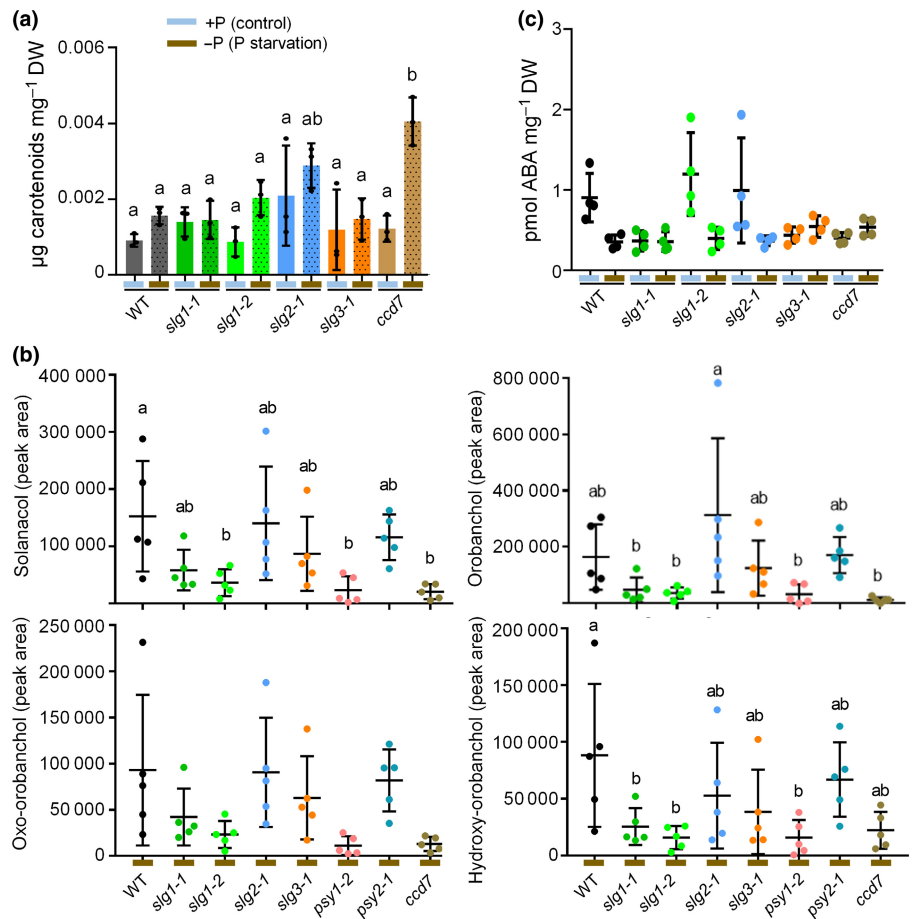 (a)
+P (control)
–P (P starvation)
µg carotenoids mg⁻¹ DW
0.006
0.004
0.002
0
a a a a a a a ab a a a b
WT slg1-1 slg1-2 slg2-1 slg3-1 ccd7
(c)
pmol ABA mg⁻¹ DW
3
2
1
0
WT slg1-1 slg1-2 slg2-1 slg3-1 ccd7
(b)
Solanacol (peak area)
400 000
300 000
200 000
100 000
a ab b ab ab b ab b
Orobanchol (peak area)
800 000
600 000
400 000
200 000
ab b b a ab b ab b
Oxo-orobanchol (peak area)
250 000
200 000
150 000
100 000
50 000
0
WT slg1-1 slg1-2 slg2-1 slg3-1 psy1-2 psy2-1 ccd7
Hydroxy-orobanchol (peak area)
200 000
150 000
100 000
50 000
0
a b b ab ab b ab ab
WT slg1-1 slg1-2 slg2-1 slg3-1 psy1-2 psy2-1 ccd7